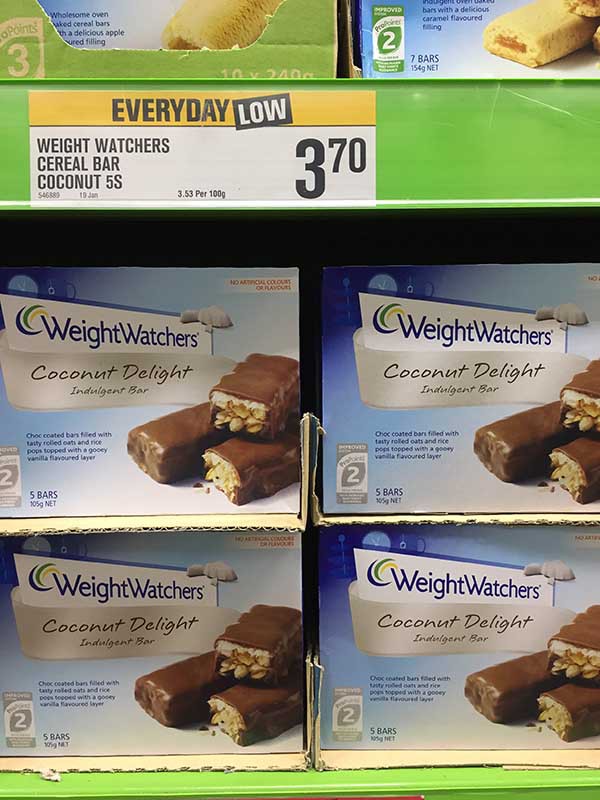 Wholesome oven
baked cereal bars
with a delicious apple
filling
3
10 x 240g
IMPROVED
indulgent oven baked
bars with a delicious
caramel flavoured
filling
ProPoints
2
7 BARS
154g NET
EVERYDAY LOW
WEIGHT WATCHERS
CEREAL BAR
COCONUT 5S
546889 19 Jan
3.53 Per 100g
3 70
NO ARTIFICIAL COLOURS
OR FLAVOURS
WeightWatchers
Coconut Delight
Indulgent Bar
Choc coated bars filled with
tasty rolled oats and rice
pops topped with a gooey
vanilla flavoured layer
2
5 BARS
105g NET
NO
WeightWatchers
Coconut Delight
Indulgent Bar
Choc coated bars filled with
tasty rolled oats and rice
pops topped with a gooey
vanilla flavoured layer
IMPROVED
ProPoints
2
5 BARS
105g NET
NO ARTIFICIAL COLOURS
OR FLAVOURS
WeightWatchers
Coconut Delight
Indulgent Bar
Choc coated bars filled with
tasty rolled oats and rice
pops topped with a gooey
vanilla flavoured layer
IMPROVED
ProPoints
2
5 BARS
105g NET
WeightWatchers
Coconut Delight
Indulgent Bar
Choc coated bars filled with
tasty rolled oats and rice
pops topped with a gooey
vanilla flavoured layer
IMPROVED
ProPoints
2
5 BARS
105g NET